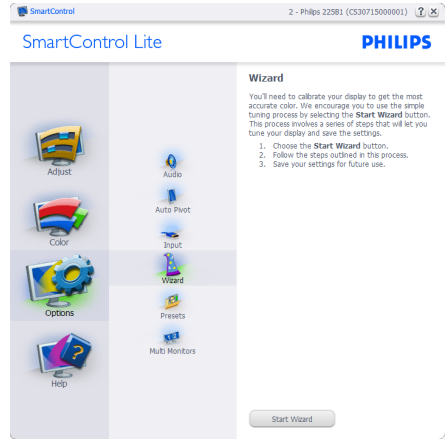 SmartControl
2 - Philips 225B1 (CS30715000001)
SmartControl Lite
PHILIPS
Adjust
Color
Options
Help
Audio
Auto Pivot
Input
Wizard
Presets
Multi Monitors
Wizard
You'll need to calibrate your display to get the most
accurate color. We encourage you to use the simple
tuning process by selecting the Start Wizard button.
This process involves a series of steps that will let you
tune your display and save the settings.
1. Choose the Start Wizard button.
2. Follow the steps outlined in this process.
3. Save your settings for future use.
Start Wizard